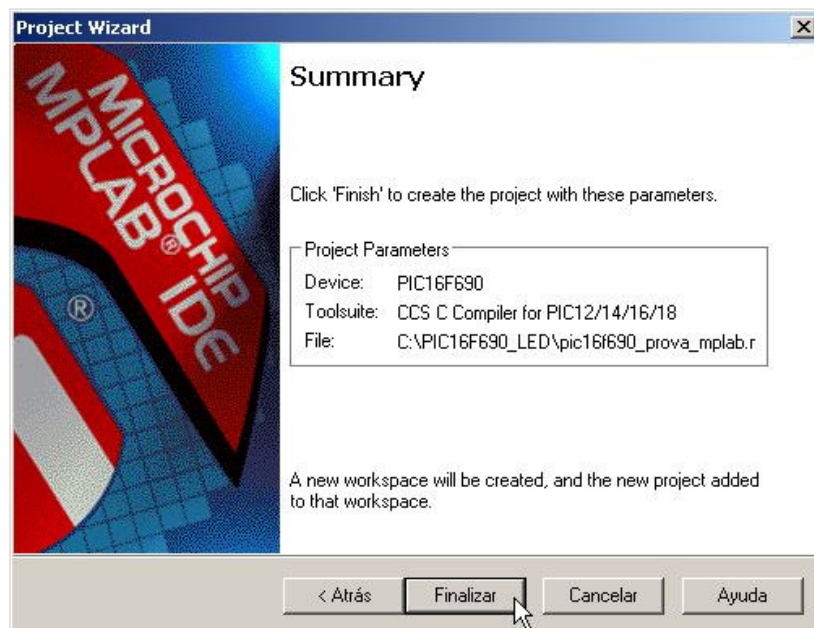 Project Wizard
MICROCHIP
MPLAB® IDE
®
Summary
Click 'Finish' to create the project with these parameters.
Project Parameters
Device: PIC16F690
Toolsuite: CCS C Compiler for PIC12/14/16/18
File: C:\PIC16F690_LED\pic16f690_prova_mplab.r
A new workspace will be created, and the new project added
to that workspace.
< Atrás Finalizar Cancelar Ayuda